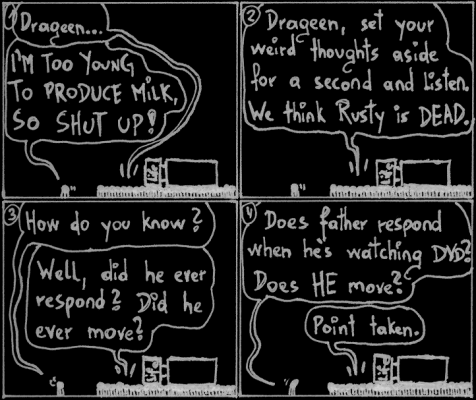 1
Drageen...
I'M TOO YOUNG
TO PRODUCE MILK,
SO SHUT UP!
2
Drageen, set your
weird thoughts aside
for a second and listen.
We think Rusty is DEAD.
3
How do you know?
Well, did he ever
respond? Did he
ever move?
4
Does father respond
when he's watching DVD?
Does HE move?
Point taken.